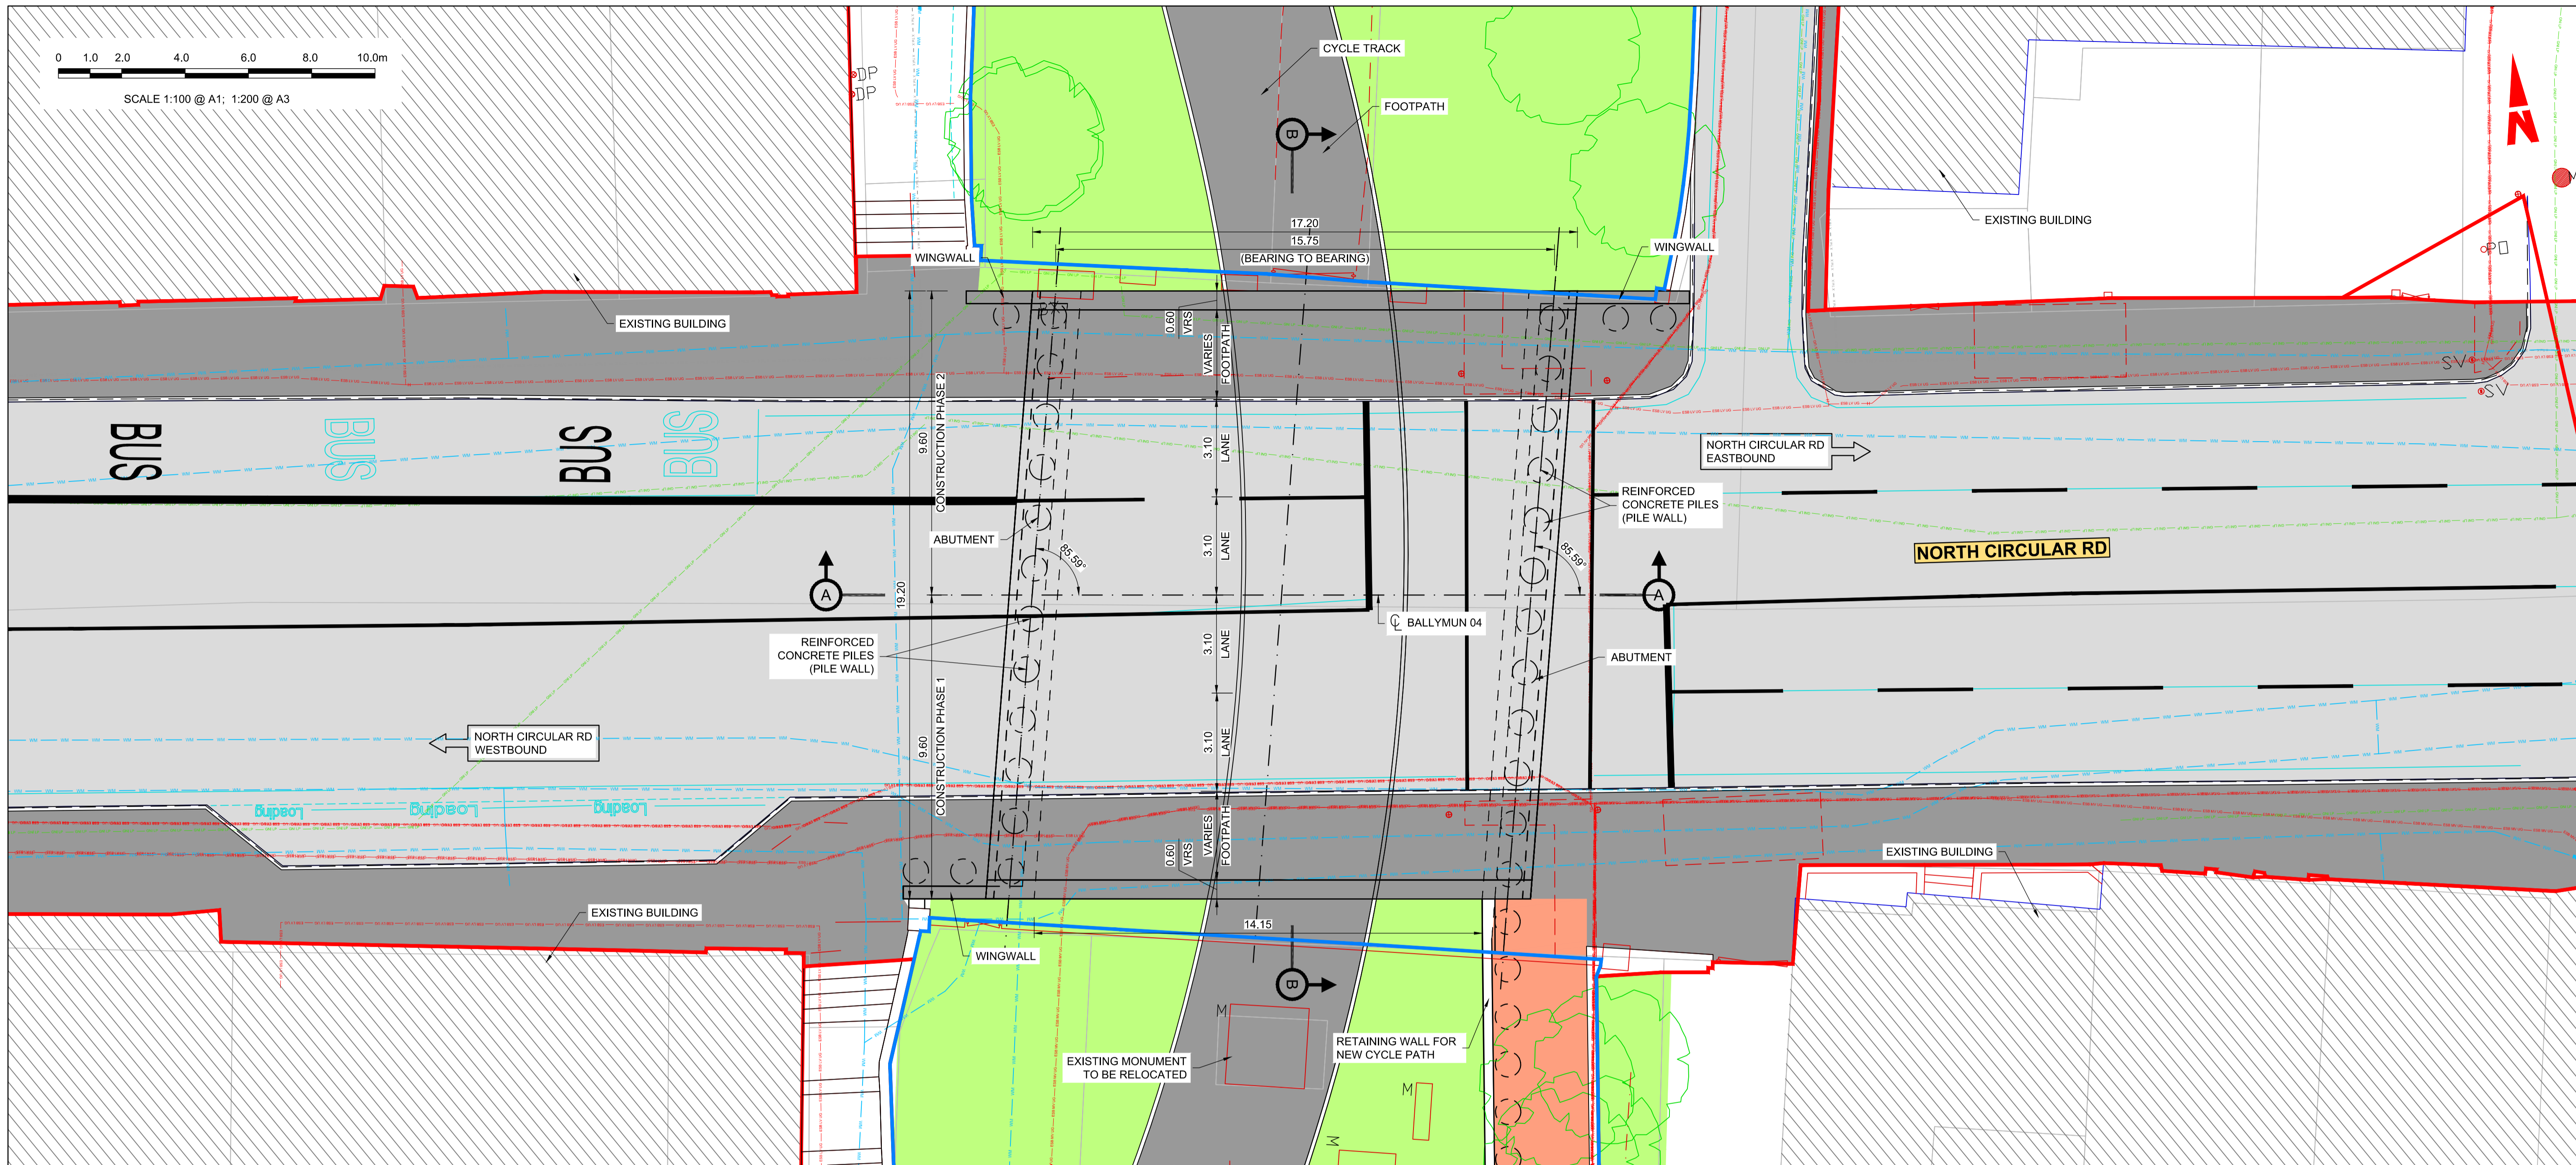 0 1.0 2.0 4.0 6.0 8.0 10.0m
SCALE 1:100 @ A1; 1:200 @ A3
DP
DP
CYCLE TRACK
FOOTPATH
B
N
EXISTING BUILDING
17.20
15.75
(BEARING TO BEARING)
WINGWALL
WINGWALL
PO
EXISTING BUILDING
0.60
VRS
VARIES
FOOTPATH
SV
SV
BUS
BUS
BUS
BUS
9.60
CONSTRUCTION PHASE 2
3.10
LANE
NORTH CIRCULAR RD
EASTBOUND
REINFORCED
CONCRETE PILES
(PILE WALL)
ABUTMENT
85.59°
3.10
LANE
85.59°
NORTH CIRCULAR RD
A
A
19.20
℄ BALLYMUN 04
REINFORCED
CONCRETE PILES
(PILE WALL)
3.10
LANE
ABUTMENT
NORTH CIRCULAR RD
WESTBOUND
9.60
CONSTRUCTION PHASE 1
3.10
LANE
Loading
Loading
Loading
0.60
VRS
VARIES
FOOTPATH
EXISTING BUILDING
EXISTING BUILDING
14.15
WINGWALL
B
M
EXISTING MONUMENT
TO BE RELOCATED
RETAINING WALL FOR
NEW CYCLE PATH
M
M